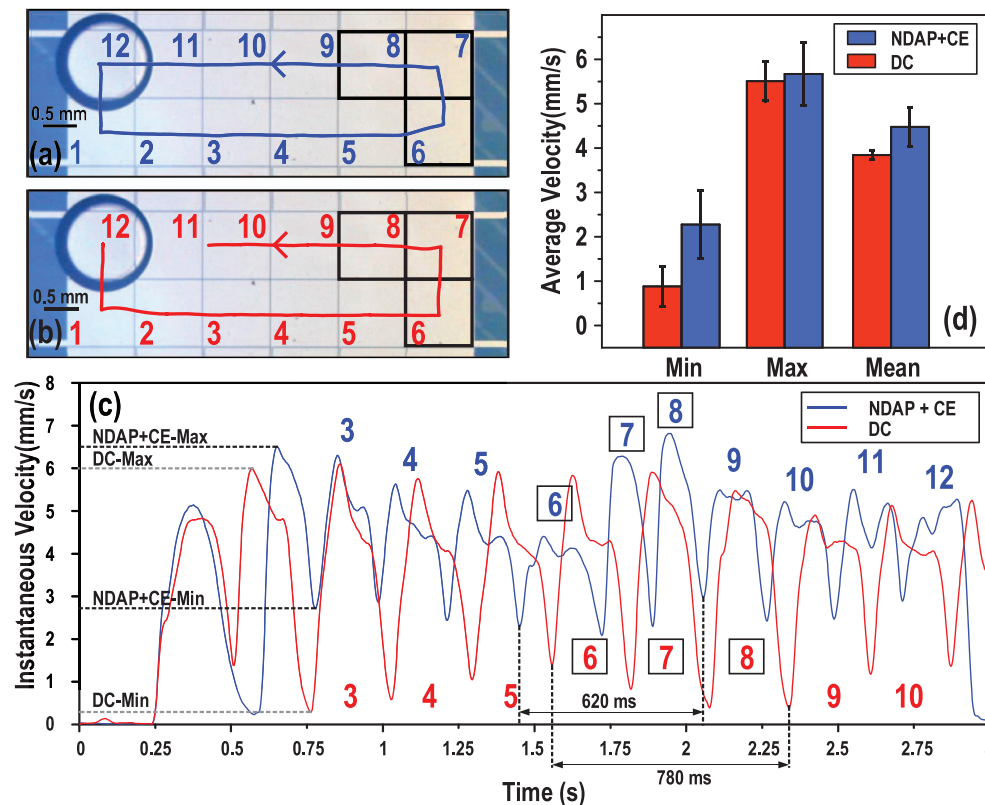 12 11 10 9 8 7
0.5 mm
(a)
1 2 3 4 5 6
12 11 10 9 8 7
0.5 mm
(b)
1 2 3 4 5 6
Average Velocity(mm/s)
6
5
4
3
2
1
0
NDAP+CE
DC
(d)
Min Max Mean
(c)
Instantaneous Velocity(mm/s)
8
7
6
5
4
3
2
1
0
NDAP+CE-Max
DC-Max
NDAP+CE-Min
DC-Min
NDAP + CE
DC
3 4 5 6 7 8 9 10 11 12
3 4 5 6 7 8 9 10
620 ms
780 ms
0 0.25 0.5 0.75 1 1.25 1.5 1.75 2 2.25 2.5 2.75
Time (s)